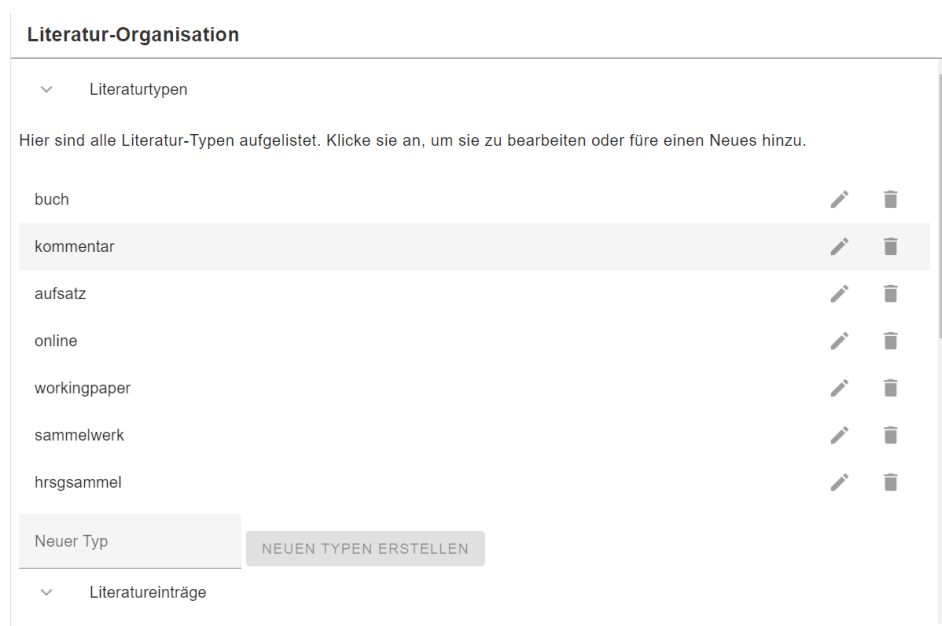 Literatur-Organisation
Literaturtypen
Hier sind alle Literatur-Typen aufgelistet. Klicke sie an, um sie zu bearbeiten oder füre einen Neues hinzu.
buch
kommentar
aufsatz
online
workingpaper
sammelwerk
hrsgsammel
Neuer Typ
NEUEN TYPEN ERSTELLEN
Literatureinträge